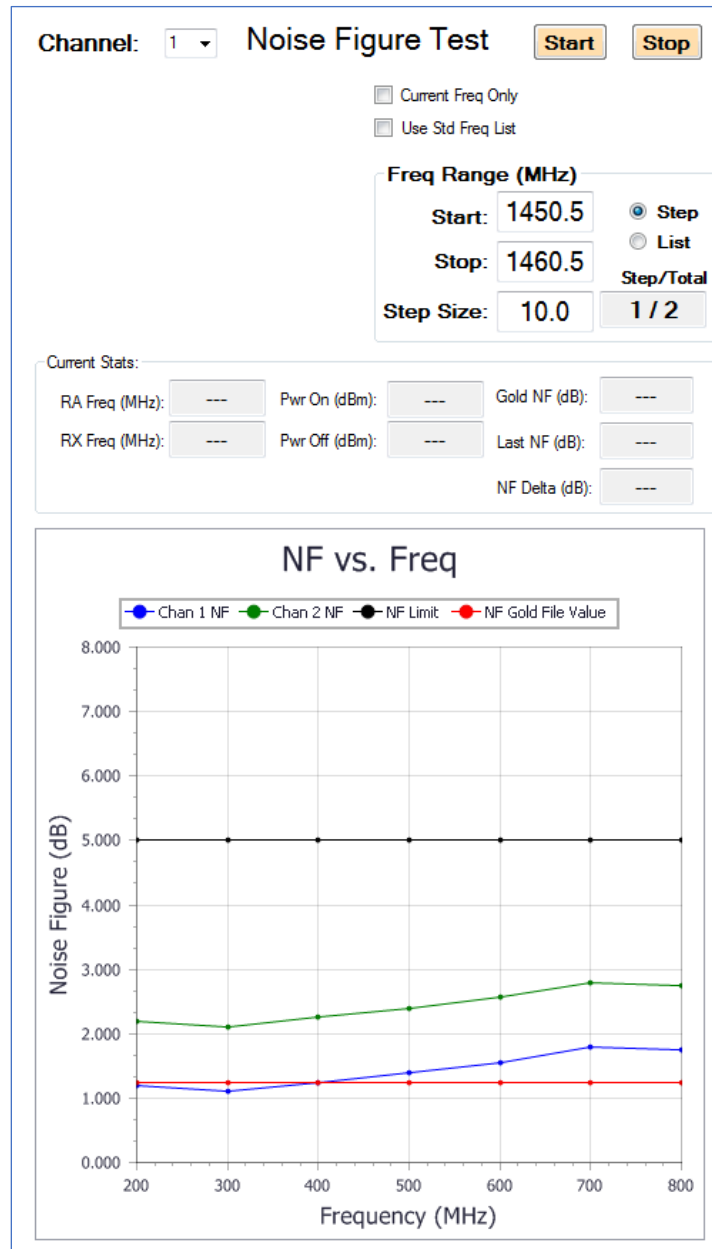 Channel: 1 Noise Figure Test Start Stop
Current Freq Only
Use Std Freq List
Freq Range (MHz)
Start: 1450.5 Step
List
Stop: 1460.5
Step/Total
Step Size: 10.0 1 / 2
Current Stats:
RA Freq (MHz): --- Pwr On (dBm): --- Gold NF (dB): ---
RX Freq (MHz): --- Pwr Off (dBm): --- Last NF (dB): ---
NF Delta (dB): ---
NF vs. Freq
Chan 1 NF Chan 2 NF NF Limit NF Gold File Value
8.000
7.000
6.000
5.000
4.000
3.000
2.000
1.000
0.000
Noise Figure (dB)
200 300 400 500 600 700 800
Frequency (MHz)